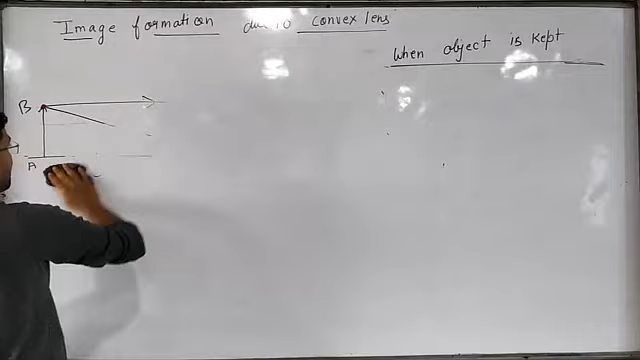 Image formation due to convex lens
When object is kept
B
A